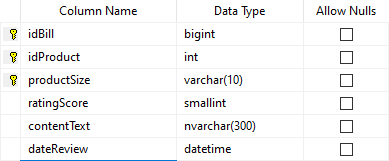 Column Name Data Type Allow Nulls
idBill bigint
idProduct int
productSize varchar(10)
ratingScore smallint
contentText nvarchar(300)
dateReview datetime